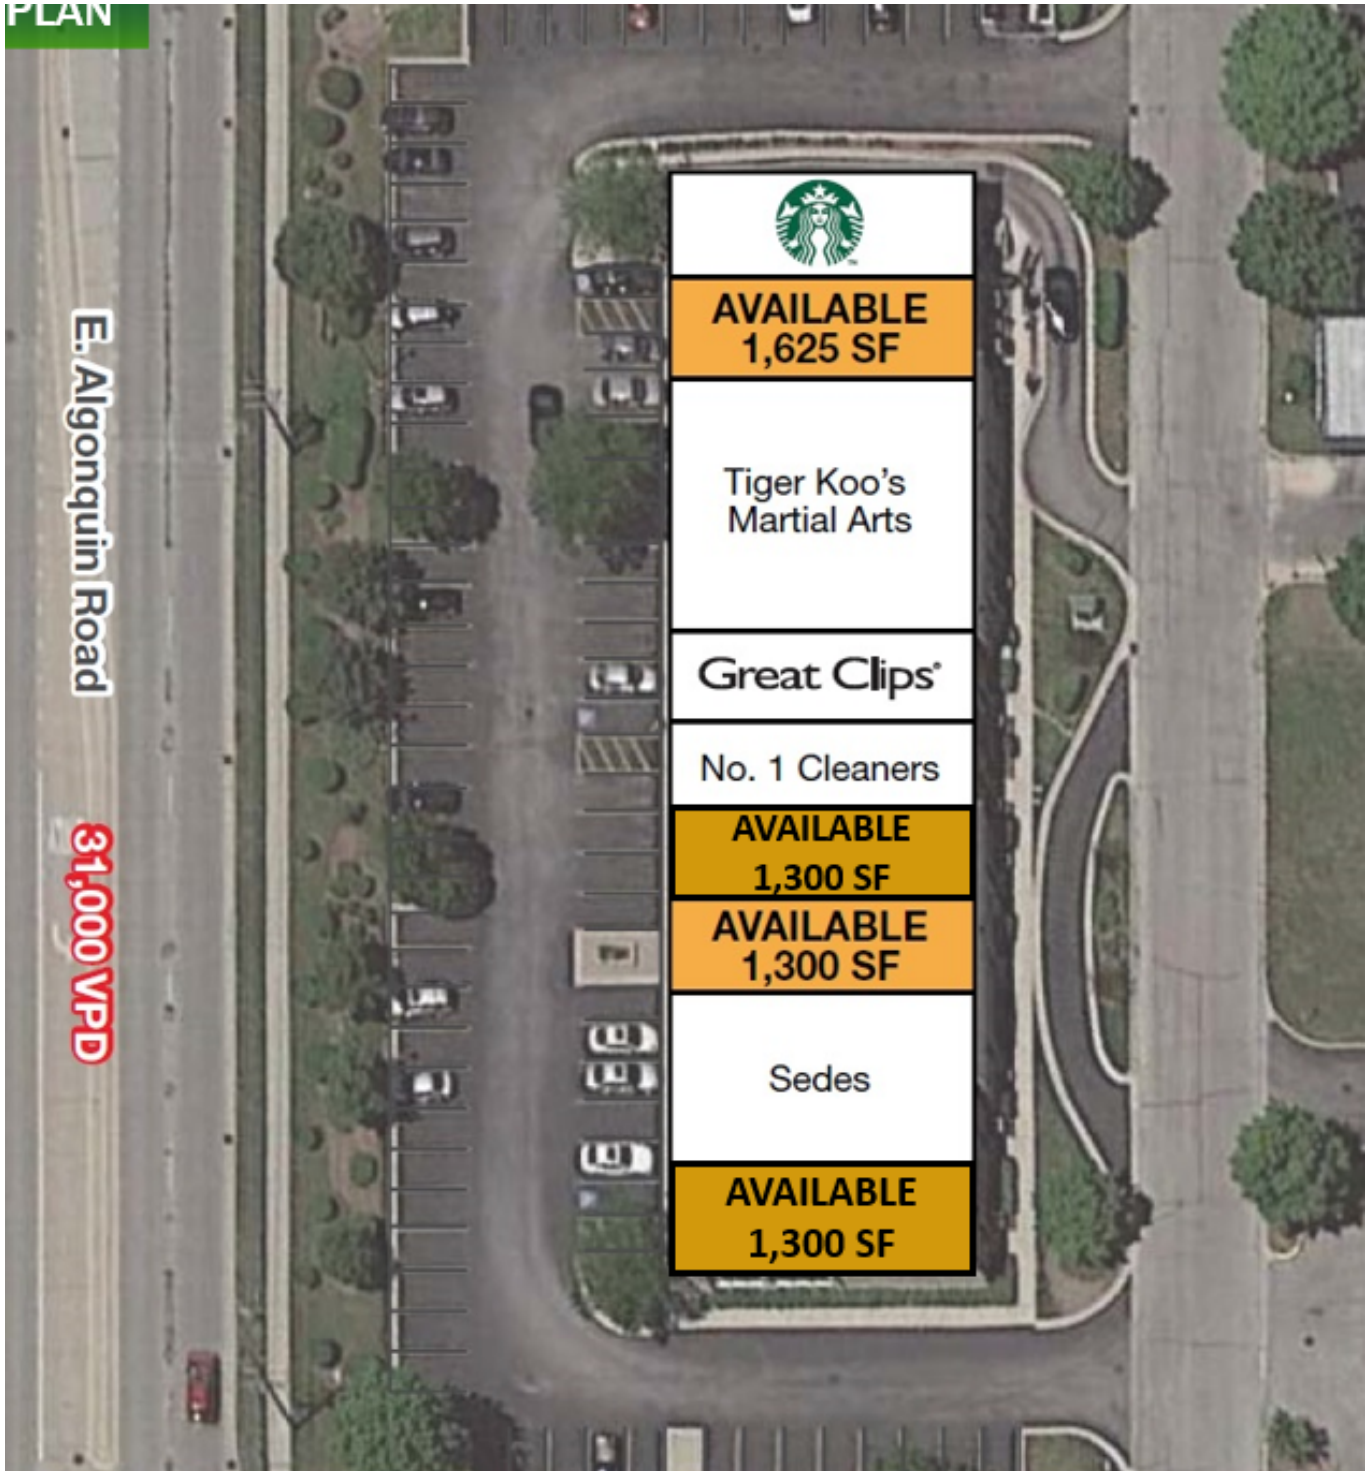 PLAN
E. Algonquin Road
31,000 VPD
TM
AVAILABLE
1,625 SF
Tiger Koo's
Martial Arts
Great Clips®
No. 1 Cleaners
AVAILABLE
1,300 SF
AVAILABLE
1,300 SF
Sedes
AVAILABLE
1,300 SF